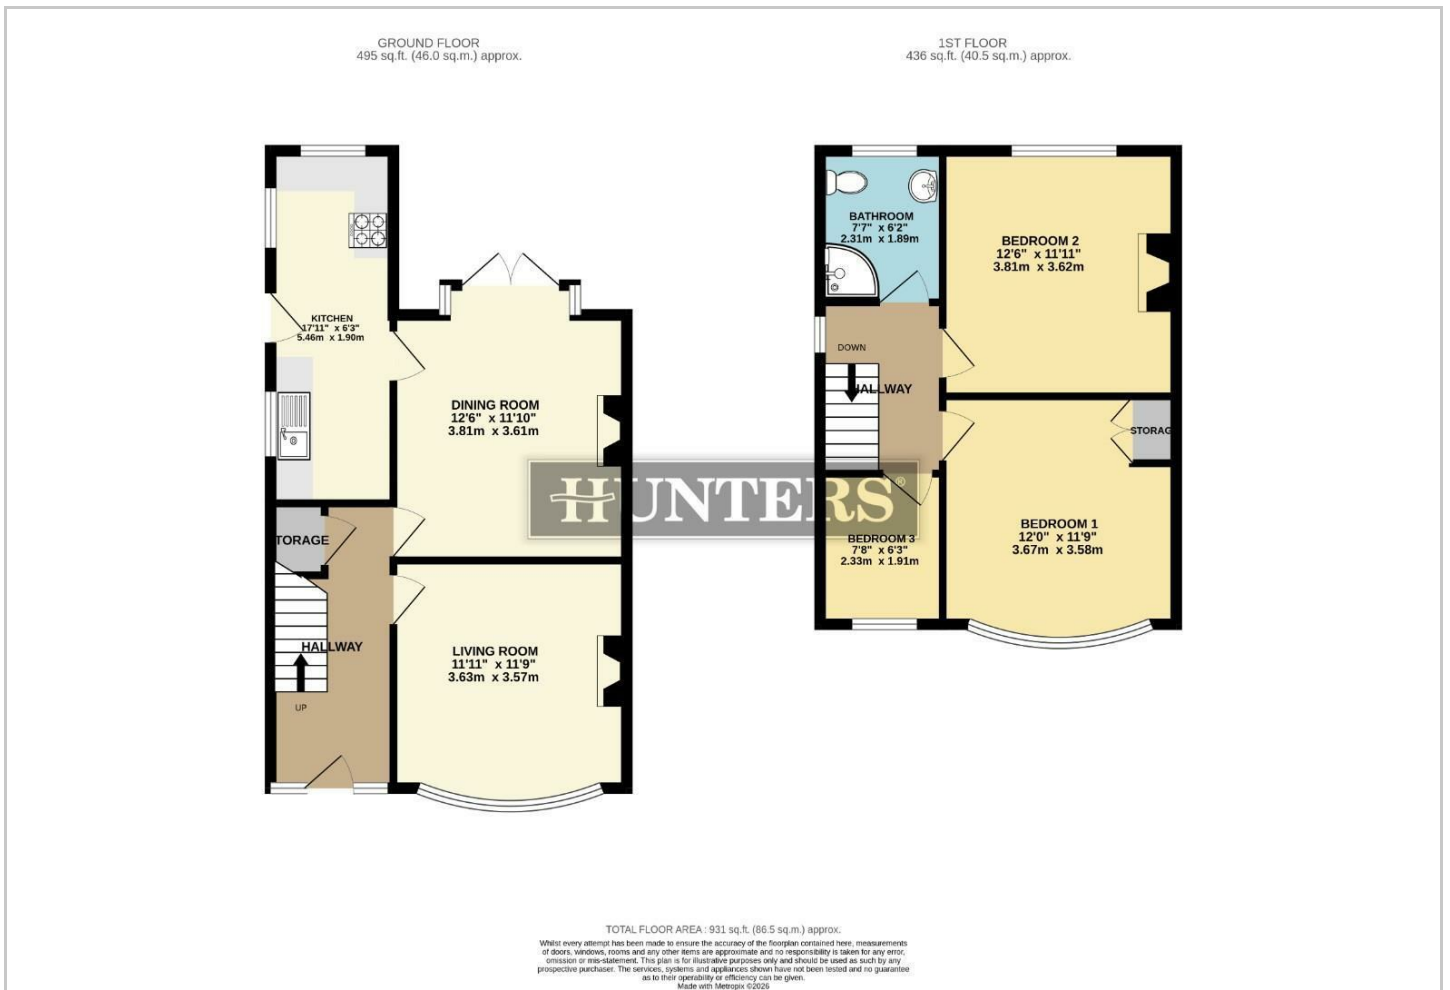 GROUND FLOOR
495 sq.ft. (46.0 sq.m.) approx.
1ST FLOOR
436 sq.ft. (40.5 sq.m.) approx.
KITCHEN
17'11" x 6'3"
5.46m x 1.90m
DINING ROOM
12'6" x 11'10"
3.81m x 3.61m
TORAGE
HALLWAY
UP
LIVING ROOM
11'11" x 11'9"
3.63m x 3.57m
BATHROOM
7'7" x 6'2"
2.31m x 1.89m
BEDROOM 2
12'6" x 11'11"
3.81m x 3.62m
DOWN
HALLWAY
STORAG
BEDROOM 1
12'0" x 11'9"
3.67m x 3.58m
BEDROOM 3
7'8" x 6'3"
2.33m x 1.91m
HUNTERS®
TOTAL FLOOR AREA : 931 sq.ft. (86.5 sq.m.) approx.
Whilst every attempt has been made to ensure the accuracy of the floorplan contained here, measurements
of doors, windows, rooms and any other items are approximate and no responsibility is taken for any error,
omission or mis-statement. This plan is for illustrative purposes only and should be used as such by any
prospective purchaser. The services, systems and appliances shown have not been tested and no guarantee
as to their operability or efficiency can be given.
Made with Metropix ©2026